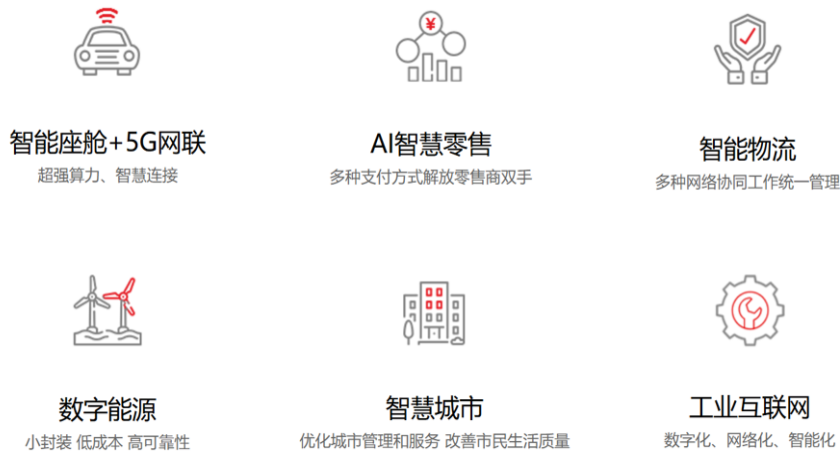 ¥
智能座舱+5G网联
AI智慧零售
智能物流
超强算力、智慧连接
多种支付方式解放零售商双手
多种网络协同工作统一管理
数字能源
智慧城市
工业互联网
小封装 低成本 高可靠性
优化城市管理和服务 改善市民生活质量
数字化、网络化、智能化